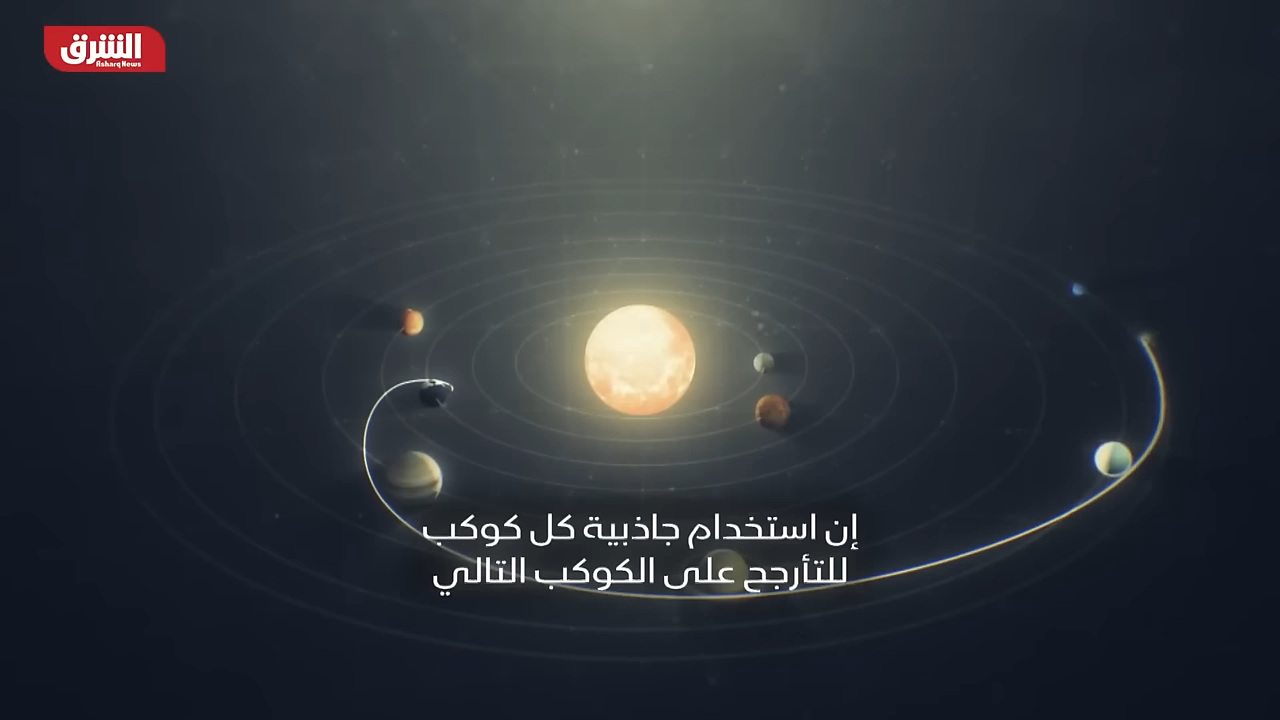 الشرق
Asharq News
إن استخدام جاذبية كل كوكب
للتأرجح على الكوكب التالي